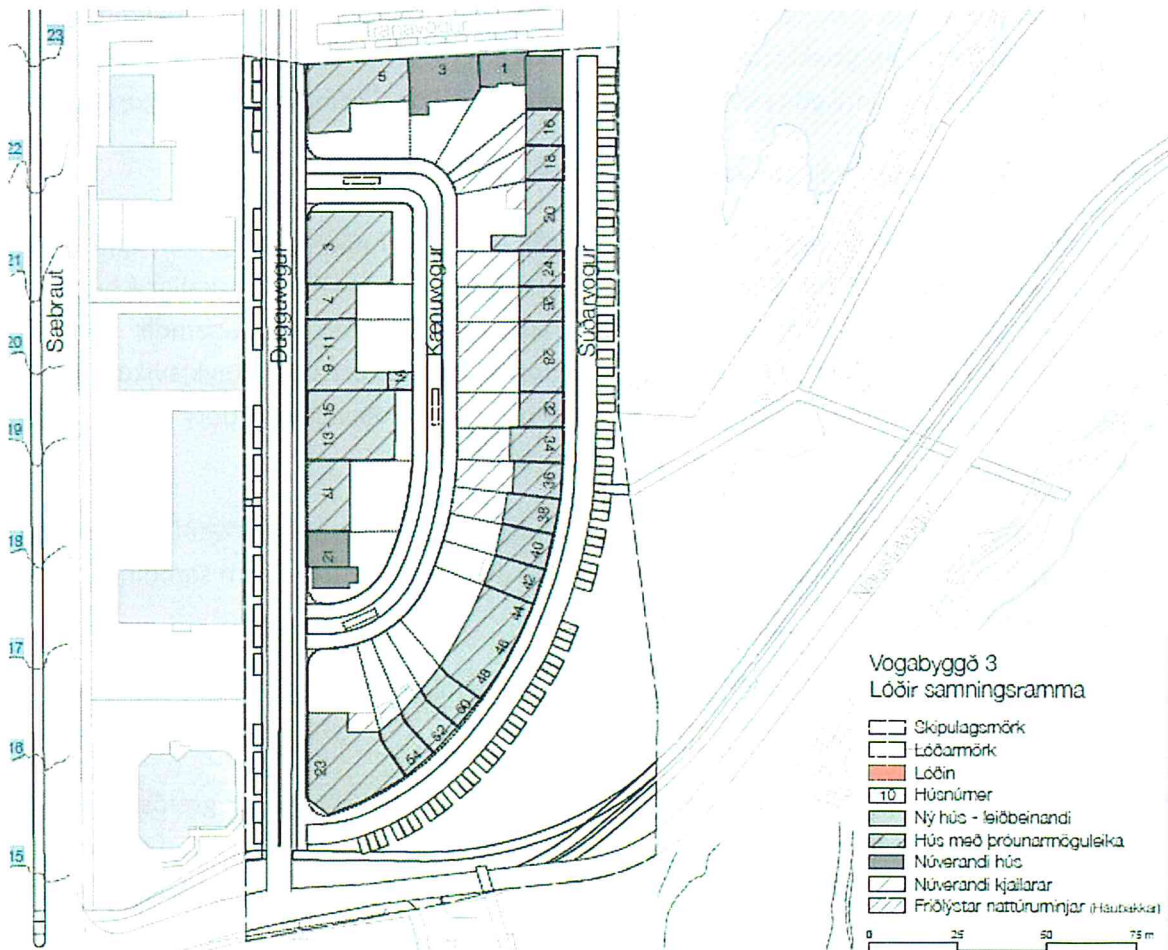 23
22
21
20
19
18
17
16
15
Sæbraut
Dugguvogur
Kænuvogur
Súðarvogur
5
3
1
16
18
20
24
26
28
32
34
36
38
40
42
44
46
48
50
52
54
3
7
9 - 11
13 - 15
17
21
23
Vogabyggð 3
Lóðir samningsramma
Skipulagsmörk
Lóðarmörk
Lóðin
10 Húsnúmer
Ný hús - leiðbeinandi
Hús með þróunarmöguleika
Núverandi hús
Núverandi kjallarar
Friðlýstar náttúruminjar (Háubakkar)
0 25 50 75 m